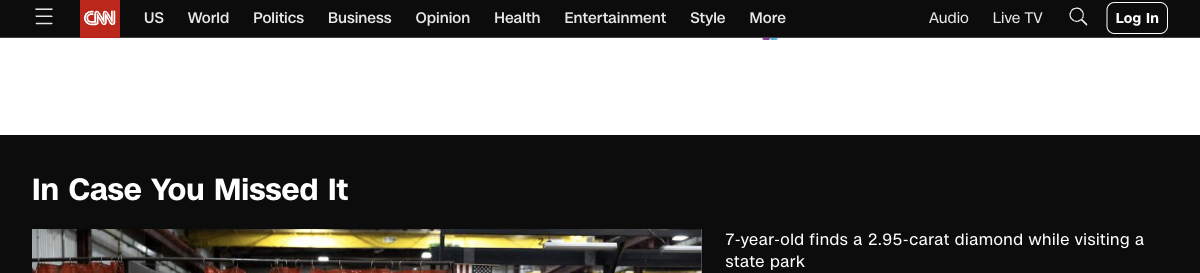 CNN US World Politics Business Opinion Health Entertainment Style More Audio Live TV Log In
In Case You Missed It
7-year-old finds a 2.95-carat diamond while visiting a
state park